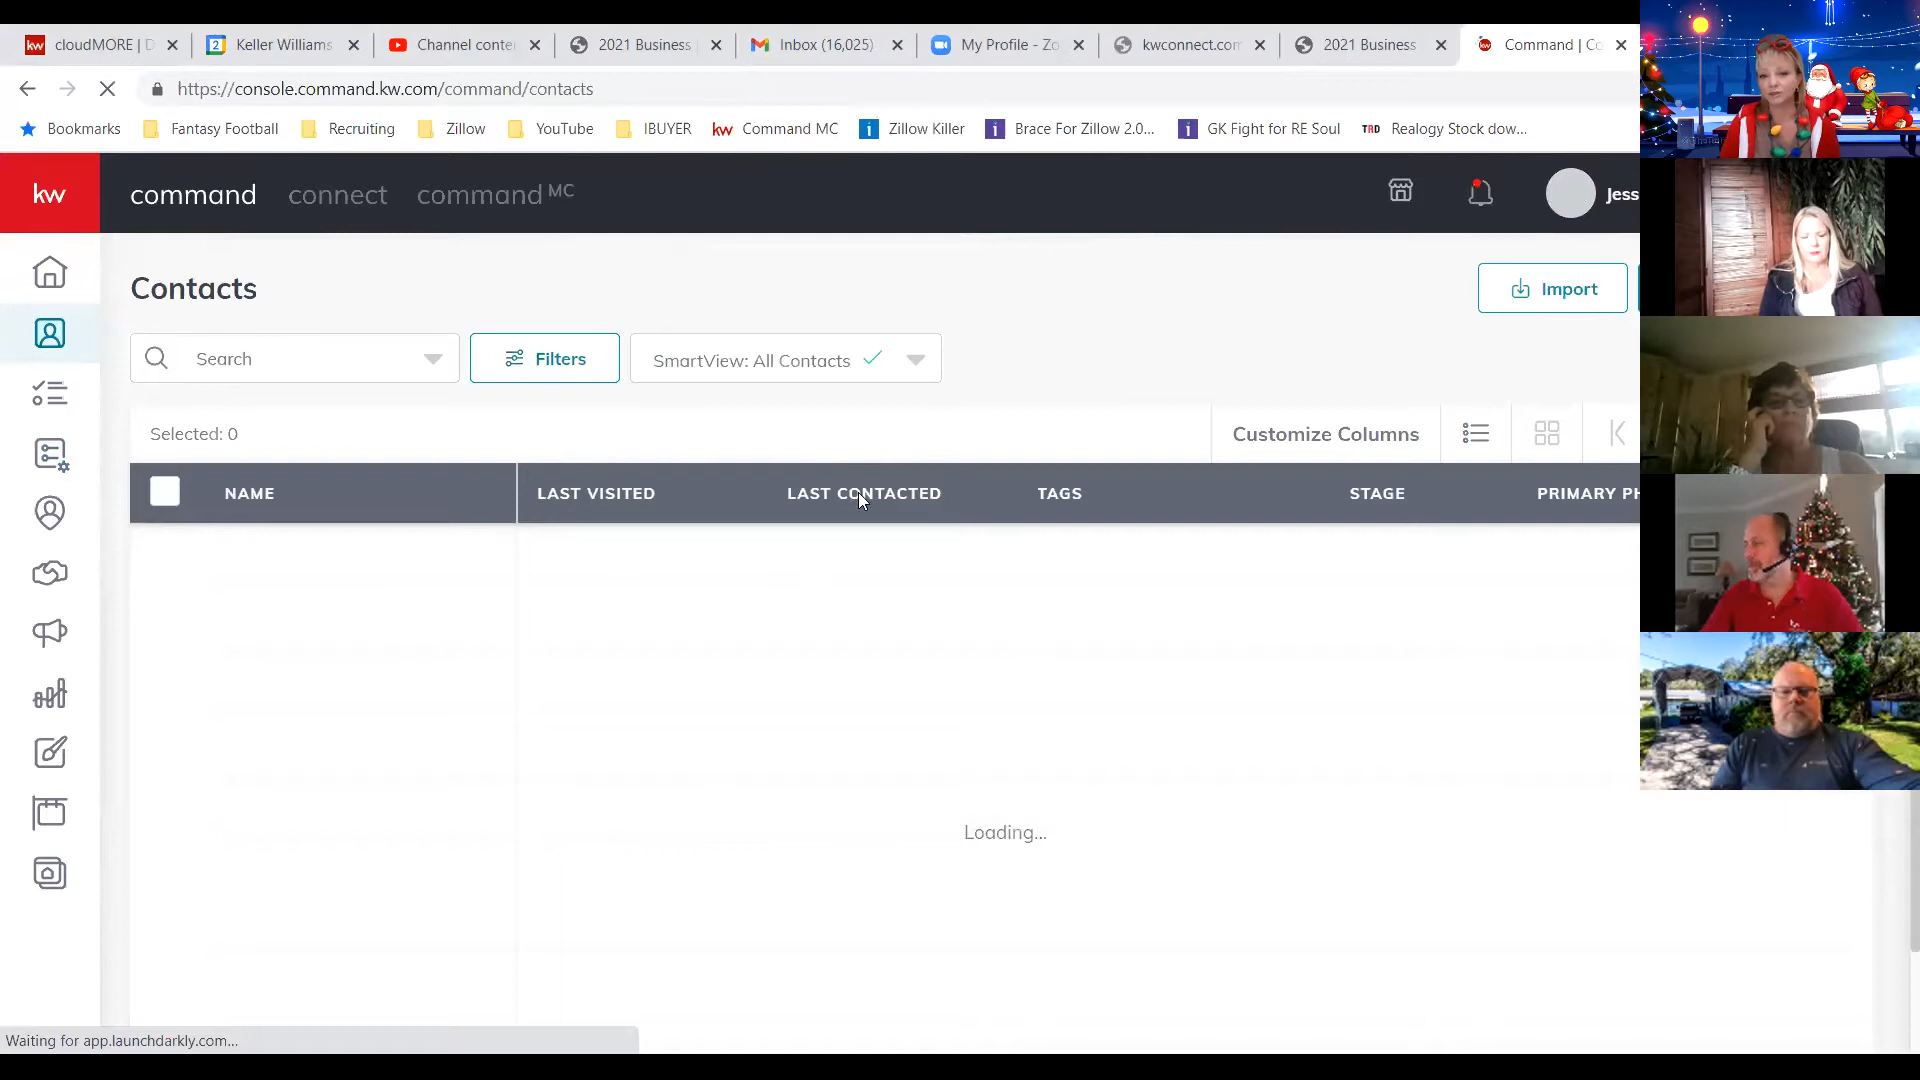 cloudMORE | D
Keller Williams
Channel conte
2021 Business
Inbox (16,025)
My Profile - Zo
kwconnect.com
2021 Business
Command | Co
https://console.command.kw.com/command/contacts
Bookmarks
Fantasy Football
Recruiting
Zillow
YouTube
IBUYER
kw Command MC
Zillow Killer
Brace For Zillow 2.0...
GK Fight for RE Soul
TRD Realogy Stock dow...
kw
command
connect
command MC
Jess
Contacts
Import
Search
Filters
SmartView: All Contacts
Selected: 0
Customize Columns
NAME
LAST VISITED
LAST CONTACTED
TAGS
STAGE
PRIMARY PH
Loading...
Waiting for app.launchdarkly.com...